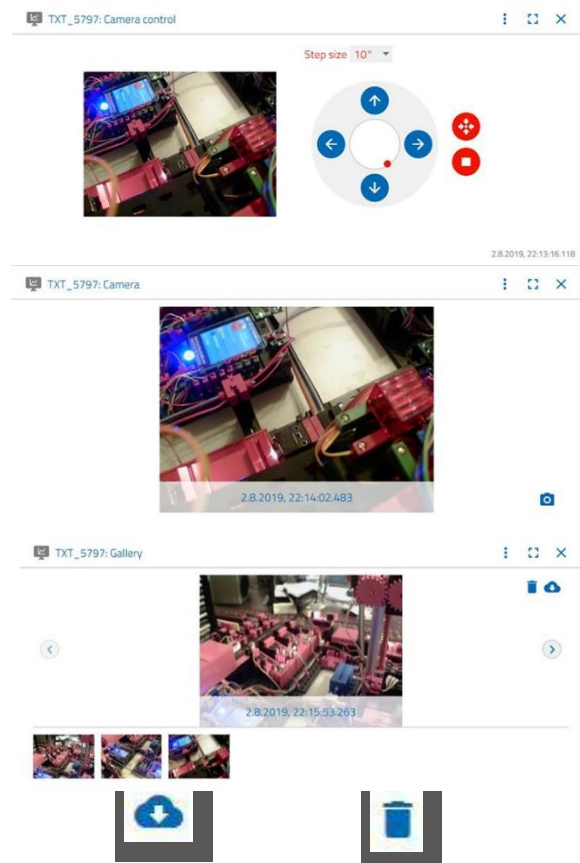 TXT_5797: Camera control
Step size 10°
2.8.2019, 22:13:16.118
TXT_5797: Camera
2.8.2019, 22:14:02.483
TXT_5797: Gallery
2.8.2019, 22:15:53.263